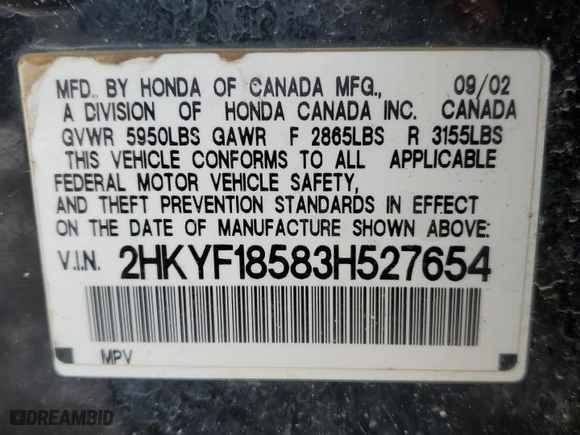 MFD. BY HONDA OF CANADA MFG., 09/02
A DIVISION OF HONDA CANADA INC. CANADA
GVWR 5950LBS GAWR F 2865LBS R 3155LBS
THIS VEHICLE CONFORMS TO ALL APPLICABLE
FEDERAL MOTOR VEHICLE SAFETY,
AND THEFT PREVENTION STANDARDS IN EFFECT
ON THE DATE OF MANUFACTURE SHOWN ABOVE:
V.I.N. 2HKYF18583H527654
MPV
DREAMBID